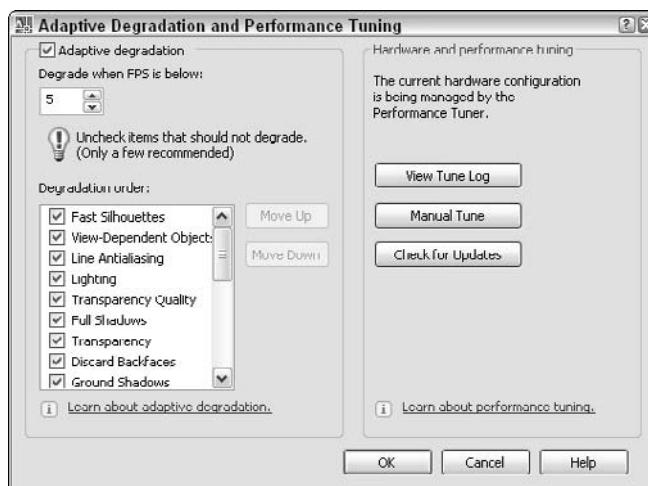 Adaptive Degradation and Performance Tuning
Adaptive degradation
Degrade when FPS is below:
5
Uncheck items that should not degrade.
(Only a few recommended)
Degradation order:
Fast Silhouettes
View-Dependent Objects
Line Antialiasing
Lighting
Transparency Quality
Full Shadows
Transparency
Discard Backfaces
Ground Shadows
Move Up
Move Down
Learn about adaptive degradation.
Hardware and performance tuning
The current hardware configuration
is being managed by the
Performance Tuner.
View Tune Log
Manual Tune
Check for Updates
Learn about performance tuning.
OK
Cancel
Help